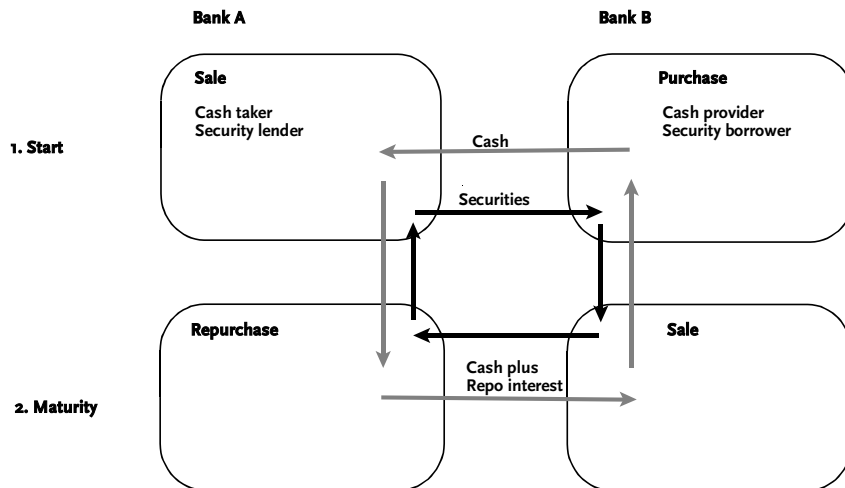 Bank A
Bank B
Sale
Purchase
Cash taker
Security lender
Cash provider
Security borrower
1. Start
Cash
Securities
Repurchase
Sale
Cash plus
Repo interest
2. Maturity